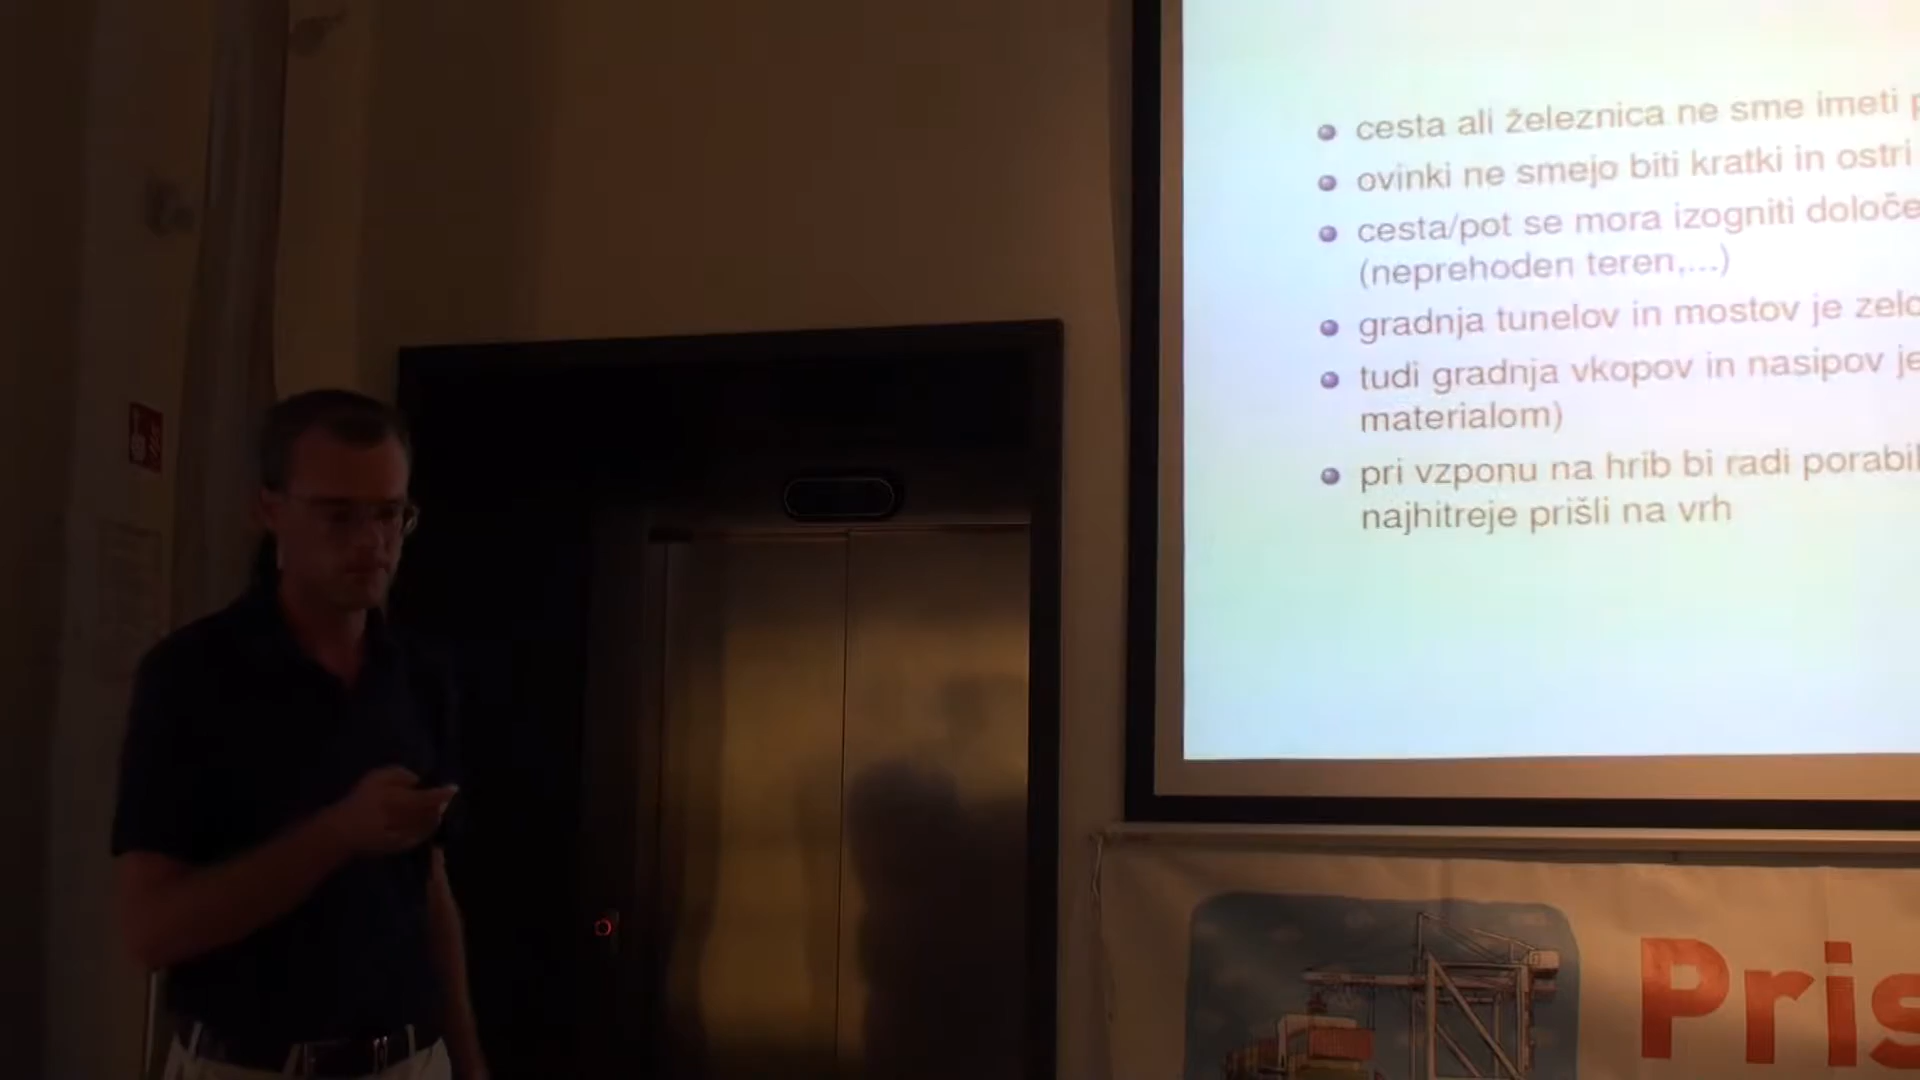 cesta ali železnica ne sme imeti
ovinki ne smejo biti kratki in ostri
cesta/pot se mora izogniti
(neprehoden teren,...)
gradnja tunelov in mostov je
tudi gradnja vkopov in nasipov je
materialom)
pri vzponu na hrib bi radi
najhitreje prišli na vrh
Pris